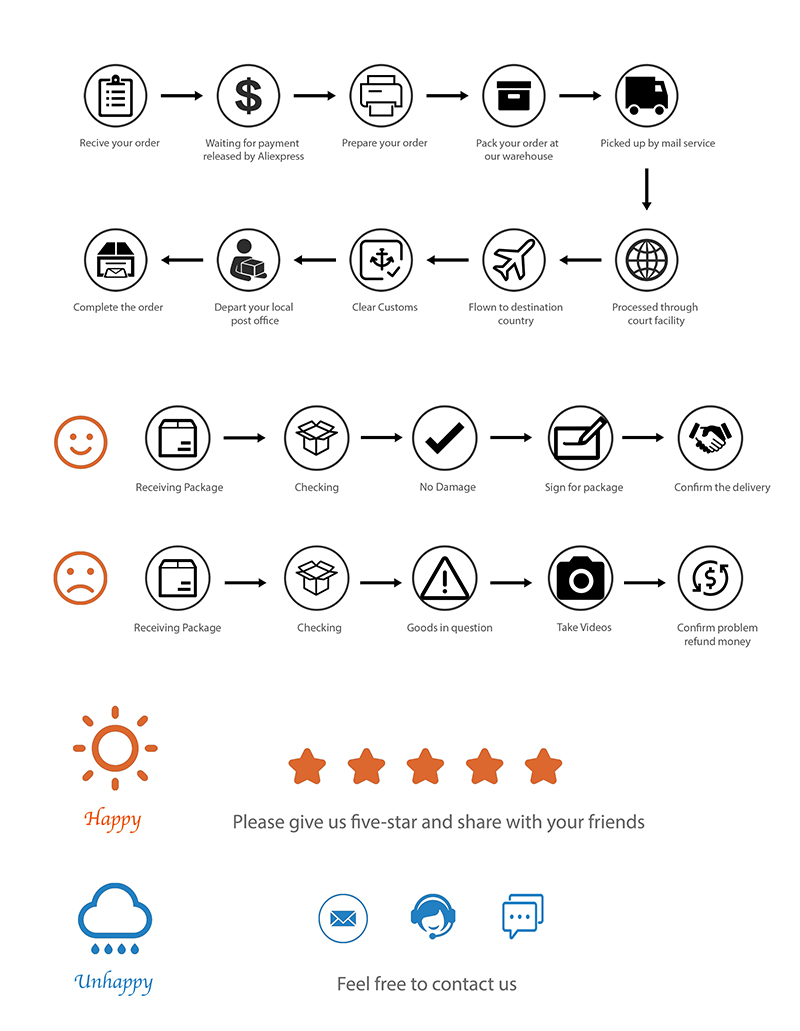 Recive your order
Waiting for payment
released by Aliexpress
Prepare your order
Pack your order at
our warehouse
Picked up by mail service
Complete the order
Depart your local
post office
Clear Customs
Flown to destination
country
Processed through
court facility
Receiving Package
Checking
No Damage
Sign for package
Confirm the delivery
Receiving Package
Checking
Goods in question
Take Videos
Confirm problem
refund money
Happy
Please give us five-star and share with your friends
Unhappy
Feel free to contact us